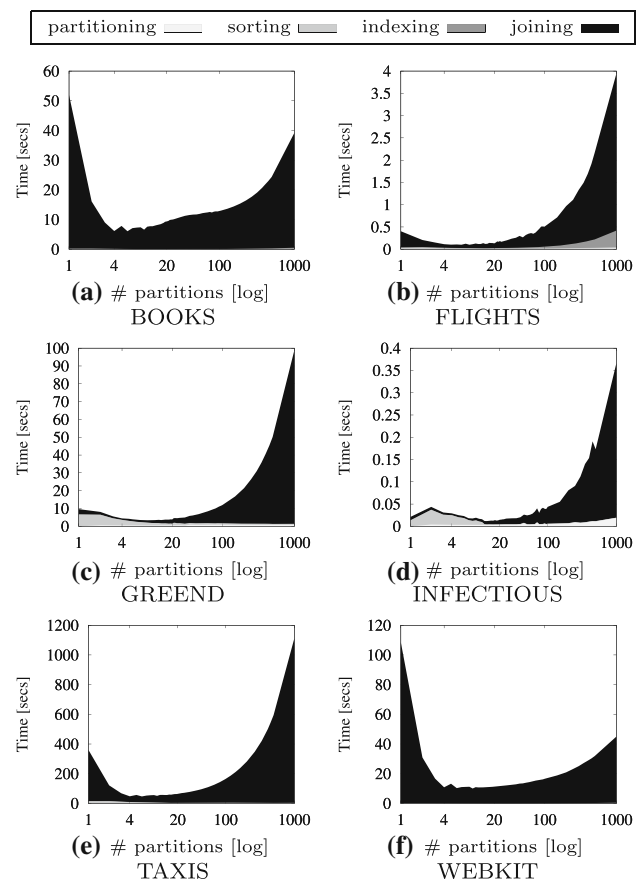 partitioning sorting indexing joining
60
50
40
30
20
10
0
Time [secs]
1 4 20 100 1000
(a) # partitions [log]
BOOKS
4
3.5
3
2.5
2
1.5
1
0.5
0
Time [secs]
1 4 20 100 1000
(b) # partitions [log]
FLIGHTS
100
90
80
70
60
50
40
30
20
10
0
Time [secs]
1 4 20 100 1000
(c) # partitions [log]
GREEND
0.4
0.35
0.3
0.25
0.2
0.15
0.1
0.05
0
Time [secs]
1 4 20 100 1000
(d) # partitions [log]
INFECTIOUS
1200
1000
800
600
400
200
0
Time [secs]
1 4 20 100 1000
(e) # partitions [log]
TAXIS
120
100
80
60
40
20
0
Time [secs]
1 4 20 100 1000
(f) # partitions [log]
WEBKIT